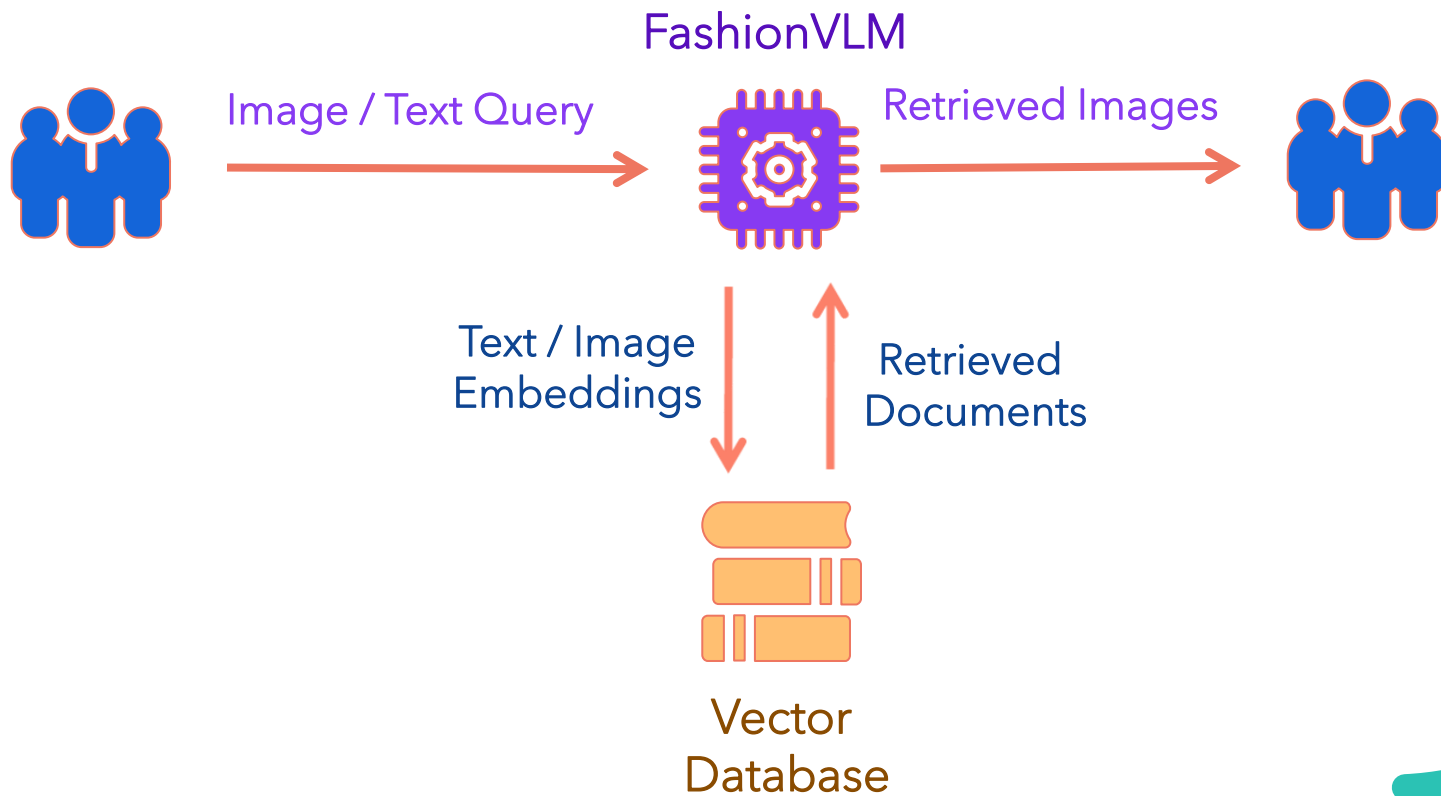 FashionVLM
Image / Text Query
Retrieved Images
Text / Image
Embeddings
Retrieved
Documents
Vector
Database